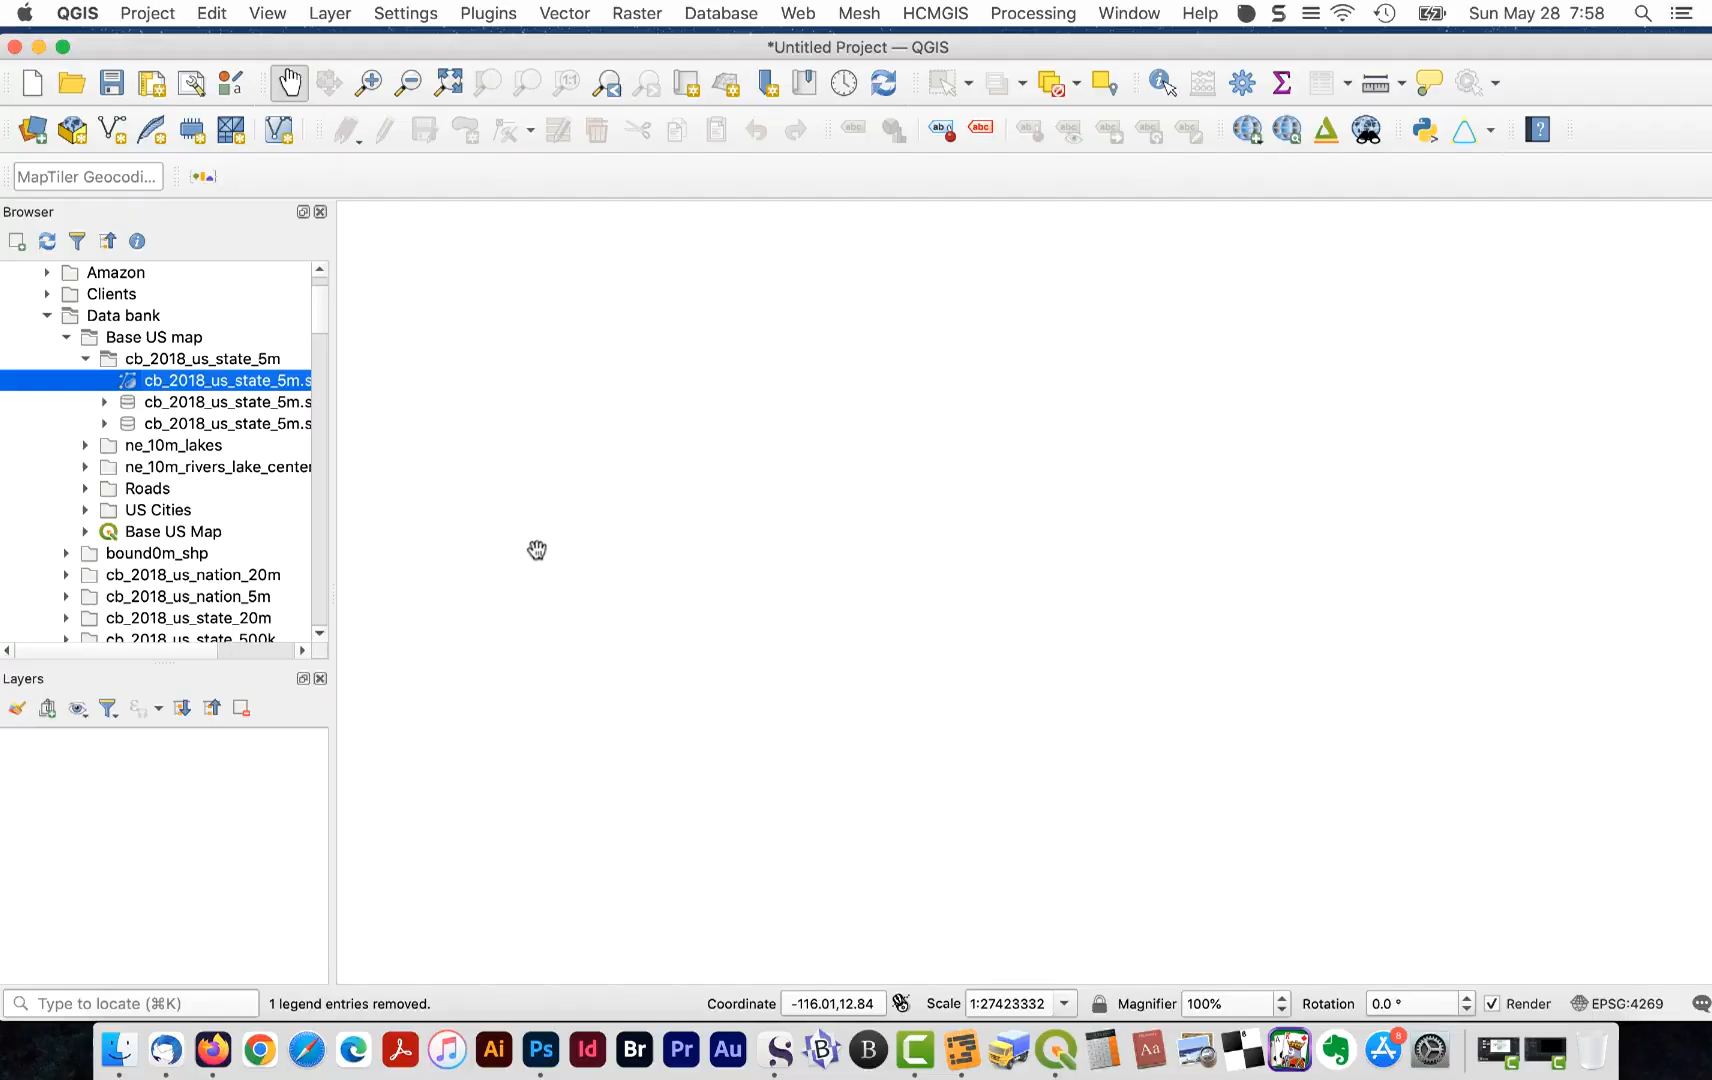 QGIS Project Edit View Layer Settings Plugins Vector Raster Database Web Mesh HCMGIS Processing Window Help Sun May 28 7:58
*Untitled Project — QGIS
MapTiler Geocodi...
Browser
Amazon
Clients
Data bank
Base US map
cb_2018_us_state_5m
cb_2018_us_state_5m.s
cb_2018_us_state_5m.s
cb_2018_us_state_5m.s
ne_10m_lakes
ne_10m_rivers_lake_center
Roads
US Cities
Base US Map
bound0m_shp
cb_2018_us_nation_20m
cb_2018_us_nation_5m
cb_2018_us_state_20m
cb_2018_us_state_500k
Layers
Type to locate (⌘K) 1 legend entries removed. Coordinate -116.01,12.84 Scale 1:27423332 Magnifier 100% Rotation 0.0 ° Render EPSG:4269
Ai Ps Id Br Pr Au B B Aa 8